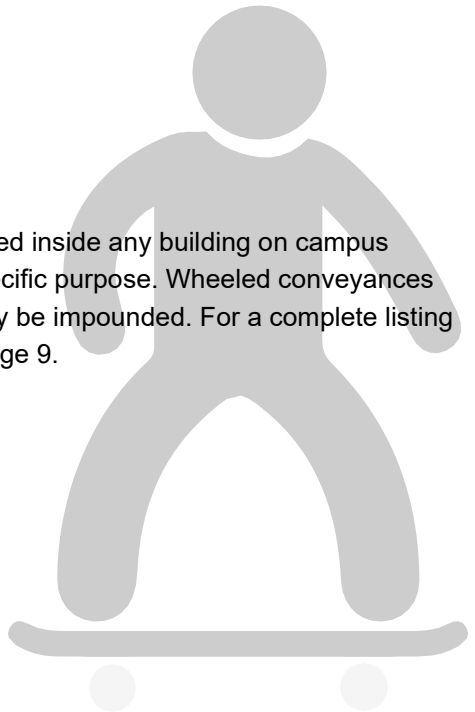 ed inside any building on campus
cific purpose. Wheeled conveyances
y be impounded. For a complete listing
ge 9.